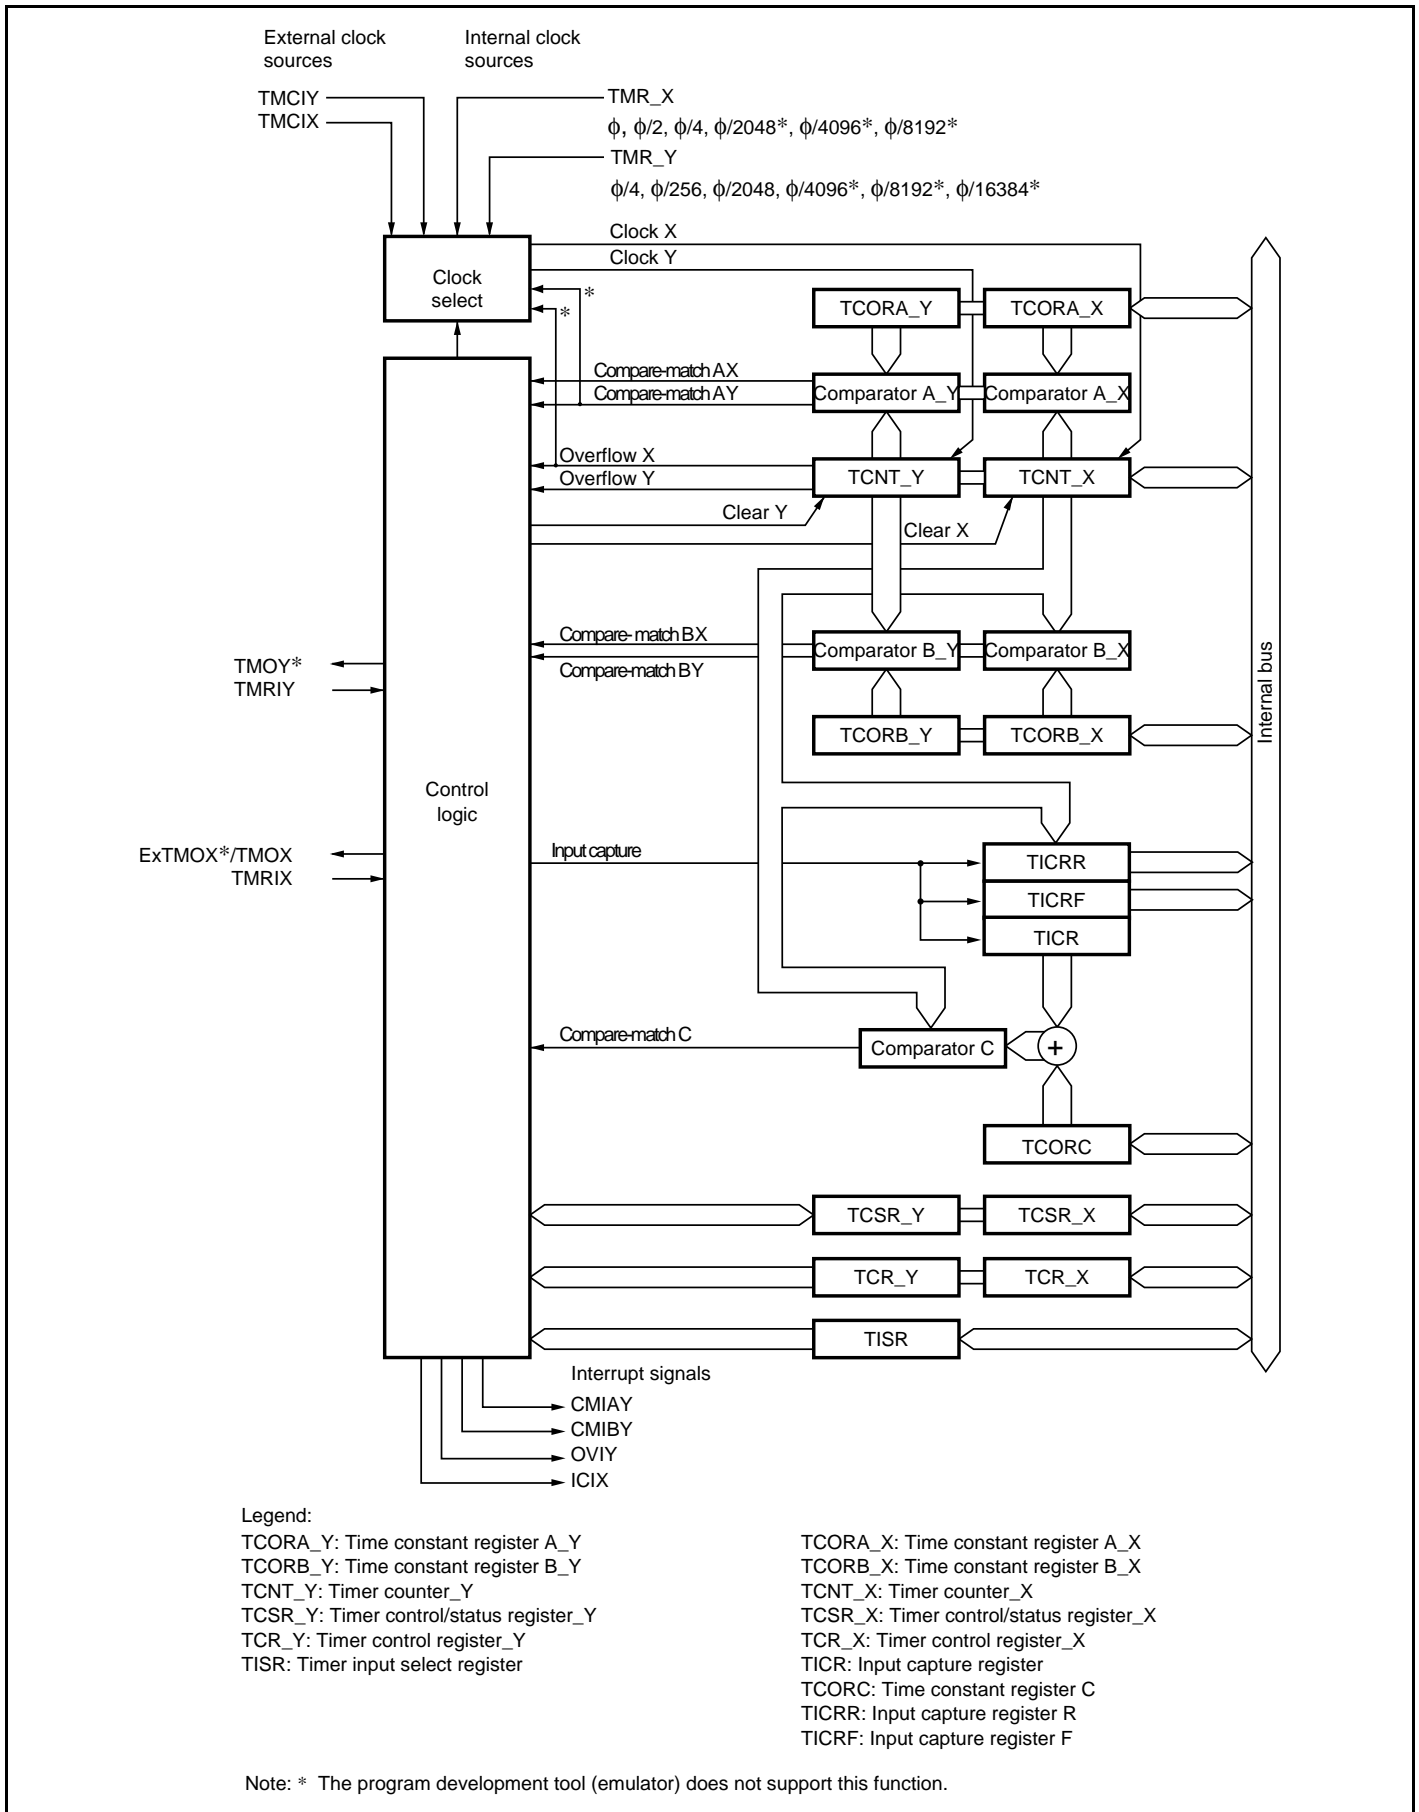 External clock
sources
Internal clock
sources
TMCIY
TMCIX
TMR_X
ϕ, ϕ/2, ϕ/4, ϕ/2048*, ϕ/4096*, ϕ/8192*
TMR_Y
ϕ/4, ϕ/256, ϕ/2048, ϕ/4096*, ϕ/8192*, ϕ/16384*
Clock X
Clock Y
Clock
select
*
*
TCORA_Y
TCORA_X
Compare-match AX
Compare-match AY
Comparator A_Y
Comparator A_X
Overflow X
Overflow Y
TCNT_Y
TCNT_X
Clear Y
Clear X
Compare- match BX
Compare-match BY
Comparator B_Y
Comparator B_X
TMOY*
TMRIY
TCORB_Y
TCORB_X
Internal bus
Control
logic
ExTMOX*/TMOX
TMRIX
Input capture
TICRR
TICRF
TICR
Compare-match C
Comparator C
+
TCORC
TCSR_Y
TCSR_X
TCR_Y
TCR_X
TISR
Interrupt signals
CMIAY
CMIBY
OVIY
ICIX
Legend:
TCORA_Y: Time constant register A_Y
TCORB_Y: Time constant register B_Y
TCNT_Y: Timer counter_Y
TCSR_Y: Timer control/status register_Y
TCR_Y: Timer control register_Y
TISR: Timer input select register
TCORA_X: Time constant register A_X
TCORB_X: Time constant register B_X
TCNT_X: Timer counter_X
TCSR_X: Timer control/status register_X
TCR_X: Timer control register_X
TICR: Input capture register
TCORC: Time constant register C
TICRR: Input capture register R
TICRF: Input capture register F
Note: * The program development tool (emulator) does not support this function.